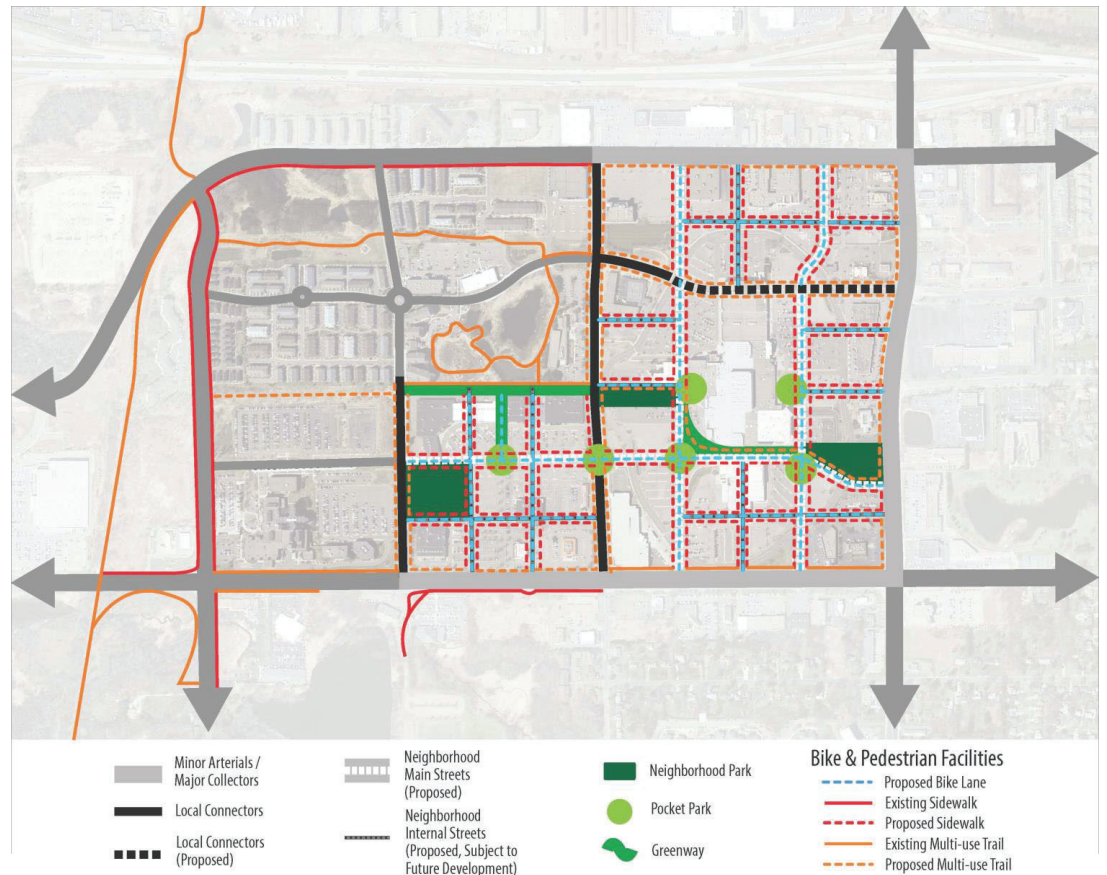 Minor Arterials /
Major Collectors
Local Connectors
Local Connectors
(Proposed)
Neighborhood
Main Streets
(Proposed)
Neighborhood
Internal Streets
(Proposed, Subject to
Future Development)
Neighborhood Park
Pocket Park
Greenway
Bike & Pedestrian Facilities
Proposed Bike Lane
Existing Sidewalk
Proposed Sidewalk
Existing Multi-use Trail
Proposed Multi-use Trail